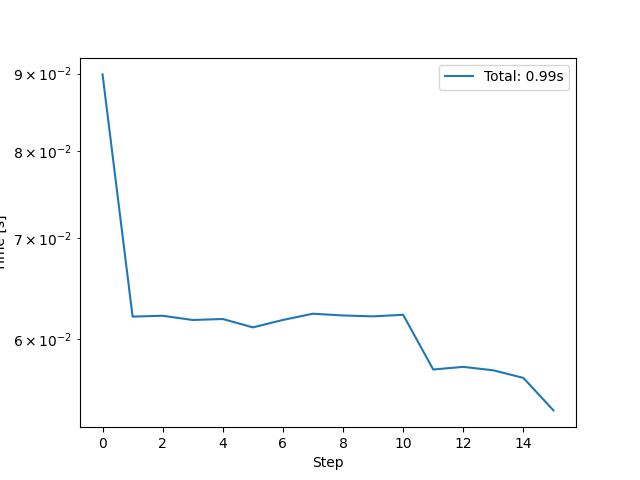 Total: 0.99s
9 × 10⁻²
8 × 10⁻²
7 × 10⁻²
6 × 10⁻²
[s]
0 2 4 6 8 10 12 14
Step